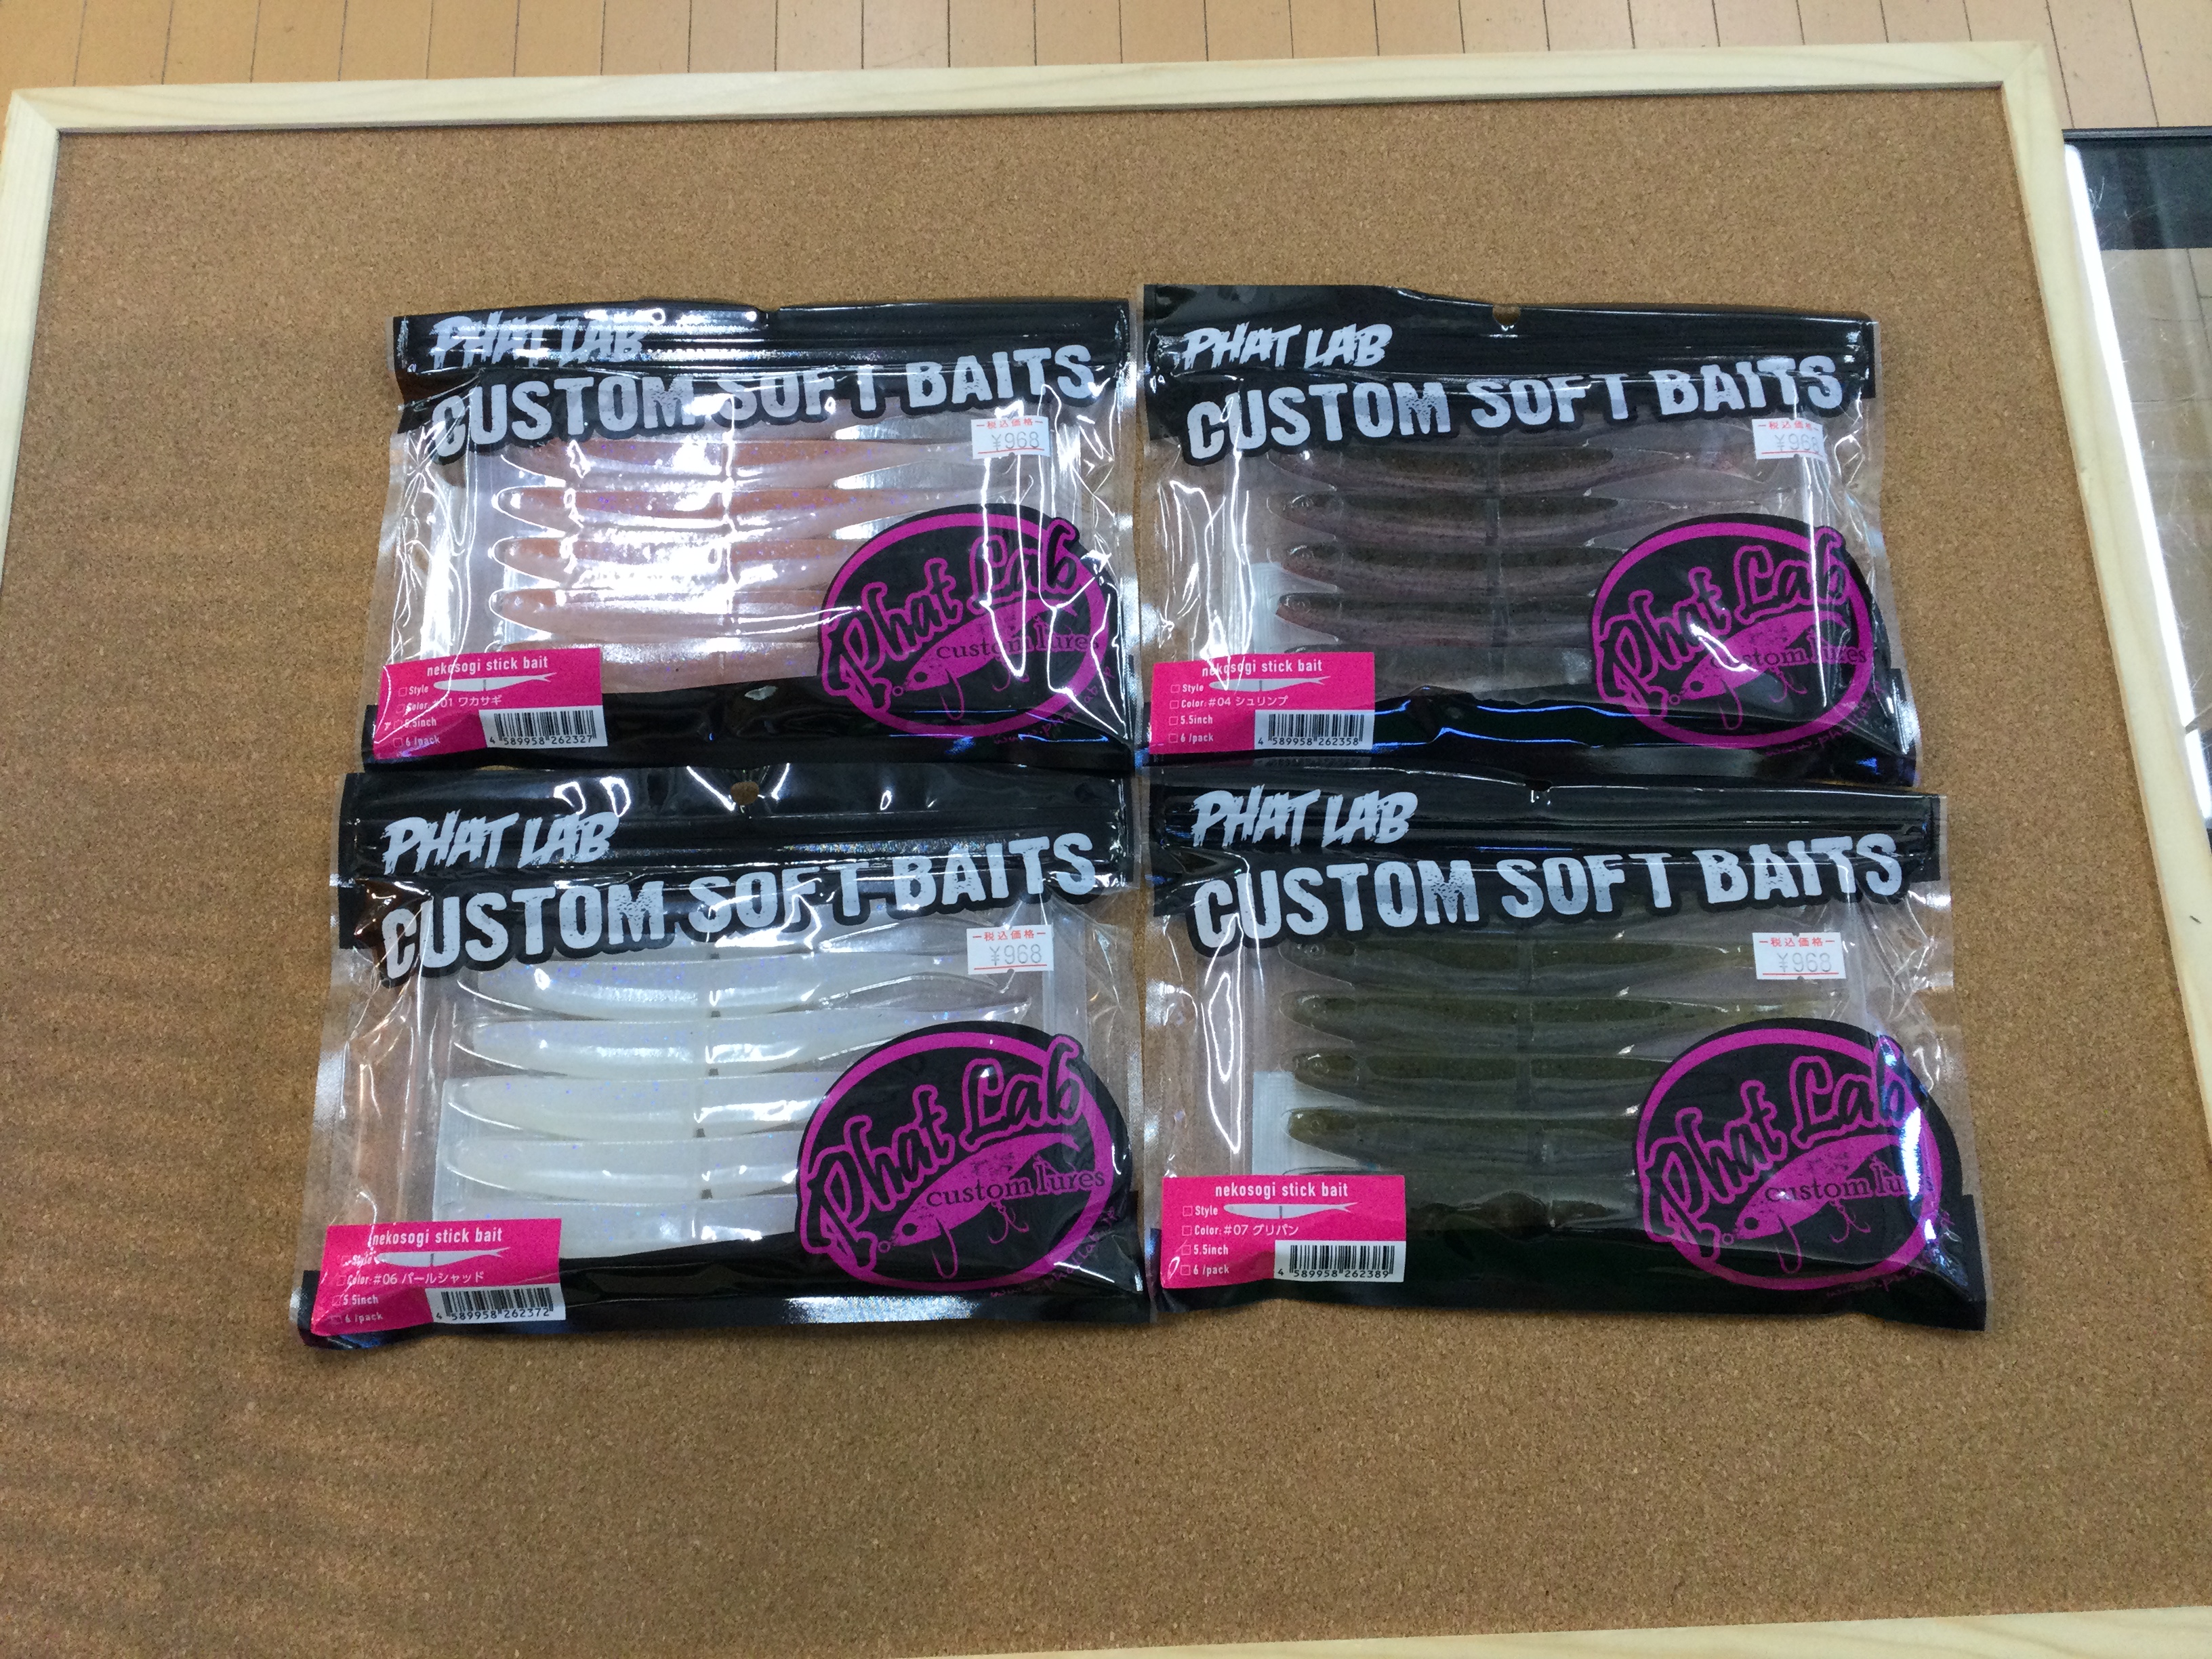 PHAT LAB
CUSTOM SOFT BAITS
税込価格
¥968
Phat Lab
custom lures
nekosogi stick bait
Style
Color: #01 ワカサギ
5.5inch
6 /pack
4 589958 262327
PHAT LAB
CUSTOM SOFT BAITS
税込価格
¥968
Phat Lab
custom lures
nekosogi stick bait
Style
Color: #04 シュリンプ
5.5inch
6 /pack
4 589958 262358
PHAT LAB
CUSTOM SOFT BAITS
税込価格
¥968
Phat Lab
custom lures
nekosogi stick bait
Style
Color: #06 パールシャッド
5.5inch
6 /pack
4 589958 262372
PHAT LAB
CUSTOM SOFT BAITS
税込価格
¥968
Phat Lab
custom
nekosogi stick bait
Style
Color: #07 グリパン
5.5inch
6 /pack
4 589958 262389